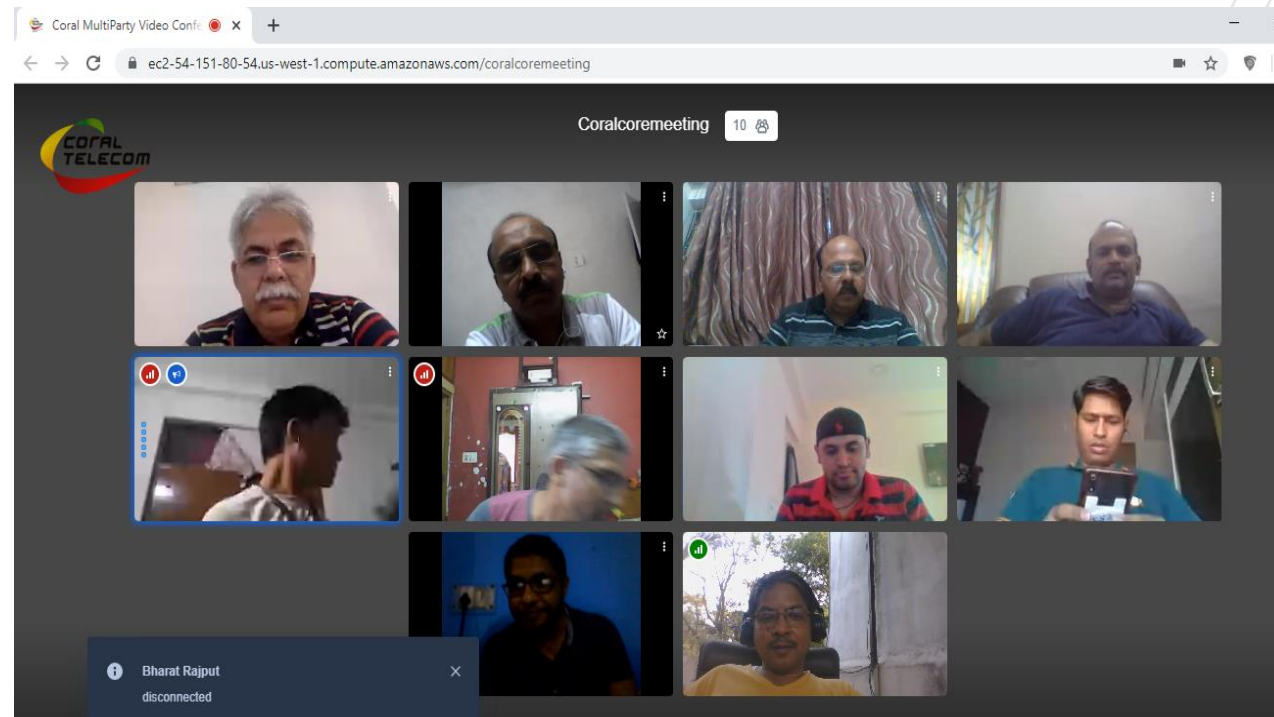 Coral MultiParty Video Confe
ec2-54-151-80-54.us-west-1.compute.amazonaws.com/coralcoremeeting
CORAL
TELECOM
Coralcoremeeting 10
Bharat Rajput
disconnected